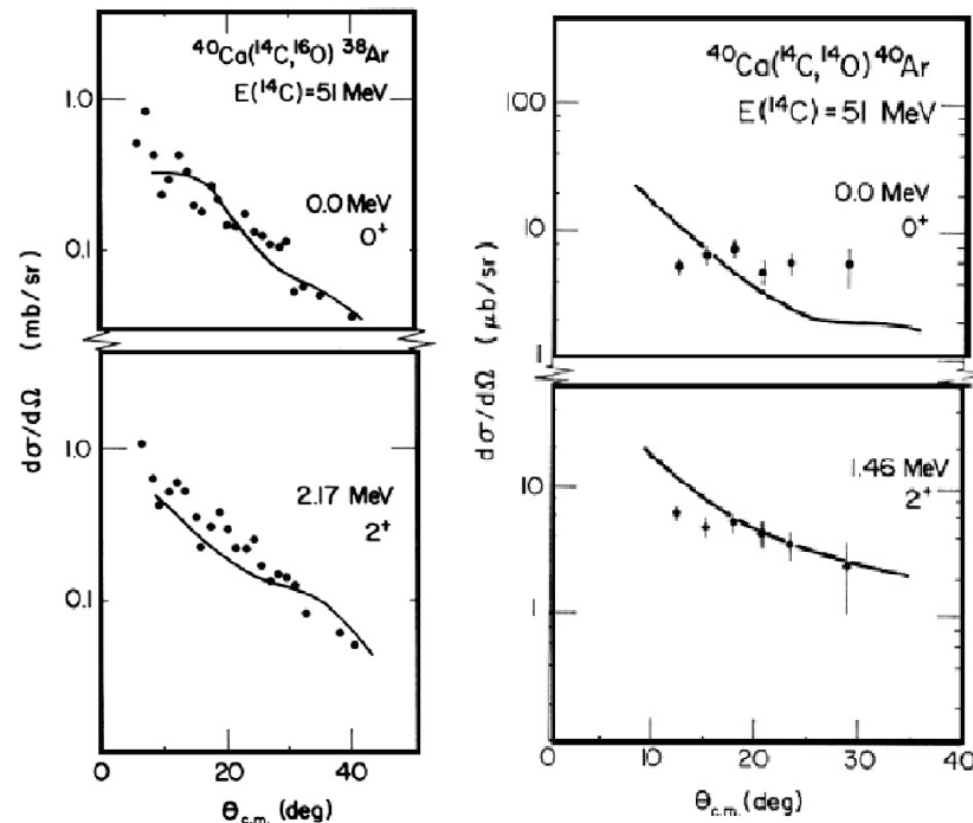 ⁴⁰Ca(¹⁴C,¹⁶O) ³⁸Ar
E(¹⁴C)=51 MeV
1.0
0.0 MeV
0⁺
0.1
dσ/dΩ (mb/sr)
1.0
2.17 MeV
2⁺
0.1
0 20 40
θc.m. (deg)
⁴⁰Ca(¹⁴C,¹⁴O)⁴⁰Ar
E(¹⁴C)=51 MeV
100
0.0 MeV
0⁺
10
1
dσ/dΩ (μb/sr)
1.46 MeV
2⁺
10
1
0 10 20 30 40
θc.m. (deg)